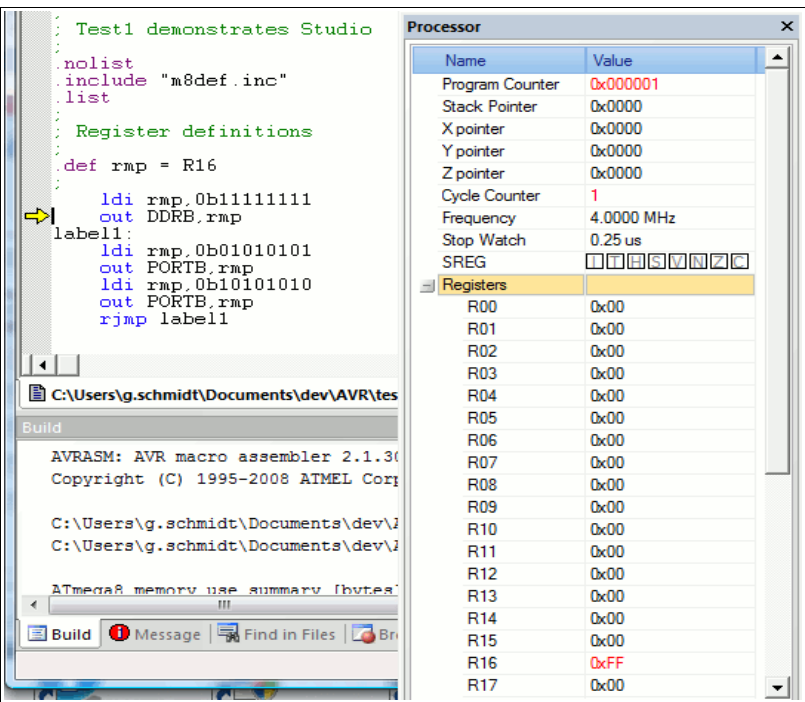 ; Test1 demonstrates Studio
;
.nolist
.include "m8def.inc"
.list
;
; Register definitions
;
.def rmp = R16
;
ldi rmp,0b11111111
out DDRB,rmp
label1:
ldi rmp,0b01010101
out PORTB,rmp
ldi rmp,0b10101010
out PORTB,rmp
rjmp label1
C:\Users\g.schmidt\Documents\dev\AVR\tes
Build
AVRASM: AVR macro assembler 2.1.30
Copyright (C) 1995-2008 ATMEL Corp
C:\Users\g.schmidt\Documents\dev\A
C:\Users\g.schmidt\Documents\dev\A
ATmega8 memory use summary [bytes]
Build Message Find in Files Bre
Processor
Name Value
Program Counter 0x000001
Stack Pointer 0x0000
X pointer 0x0000
Y pointer 0x0000
Z pointer 0x0000
Cycle Counter 1
Frequency 4.0000 MHz
Stop Watch 0.25 us
SREG I T H S V N Z C
Registers
R00 0x00
R01 0x00
R02 0x00
R03 0x00
R04 0x00
R05 0x00
R06 0x00
R07 0x00
R08 0x00
R09 0x00
R10 0x00
R11 0x00
R12 0x00
R13 0x00
R14 0x00
R15 0x00
R16 0xFF
R17 0x00